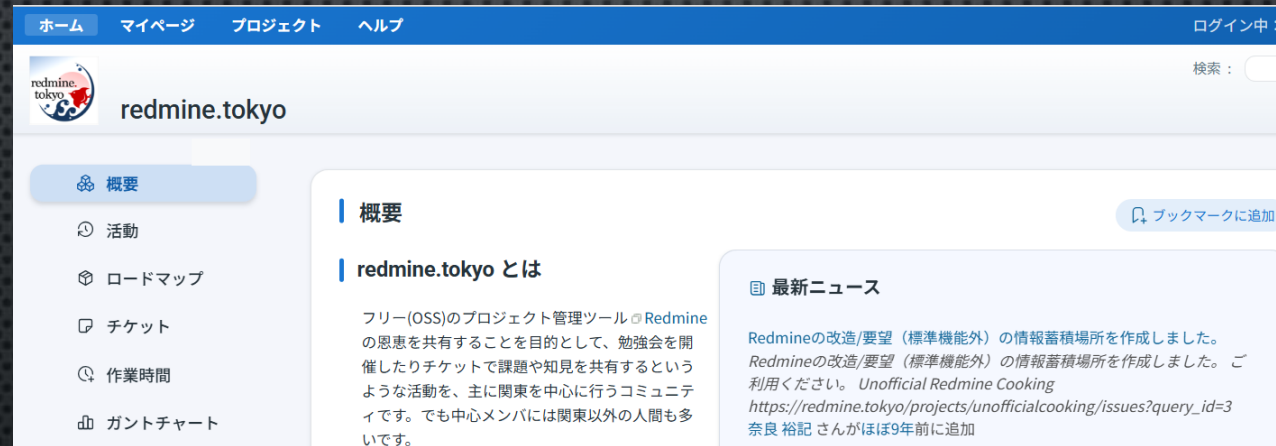 ホーム マイページ プロジェクト ヘルプ ログイン中：
redmine.
tokyo
redmine.tokyo
検索：
概要
活動
ロードマップ
チケット
作業時間
ガントチャート
概要
ブックマークに追加
redmine.tokyo とは
フリー(OSS)のプロジェクト管理ツール Redmine
の恩恵を共有することを目的として、勉強会を開
催したりチケットで課題や知見を共有するという
ような活動を、主に関東を中心に行うコミュニテ
ィです。でも中心メンバには関東以外の人間も多
いです。
最新ニュース
Redmineの改造/要望（標準機能外）の情報蓄積場所を作成しました。
Redmineの改造/要望（標準機能外）の情報蓄積場所を作成しました。 ご
利用ください。 Unofficial Redmine Cooking
https://redmine.tokyo/projects/unofficialcooking/issues?query_id=3
奈良 裕記 さんがほぼ9年前に追加